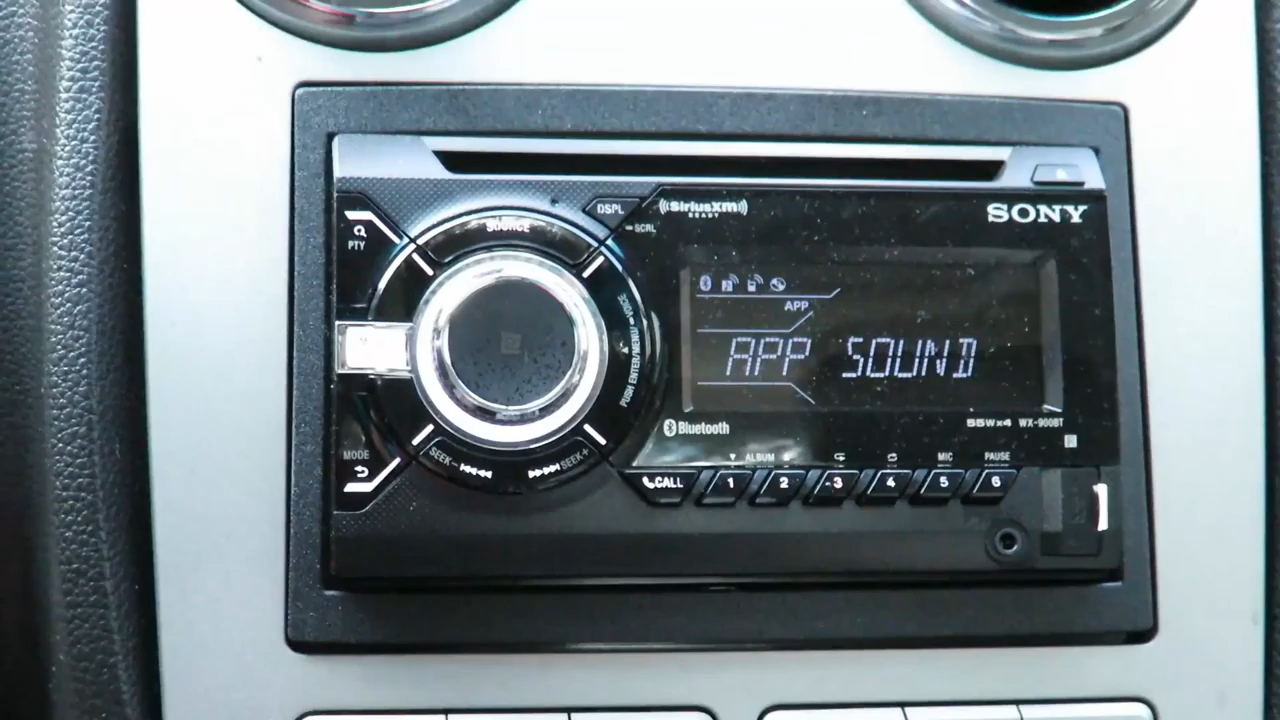 SOURCE
DSPL
SiriusXM
READY
SONY
SCRL
PTY
APP
APP SOUND
PUSH ENTER/MENU VOICE
Bluetooth
55W×4 WX-900BT
MODE
SEEK-
SEEK+
ALBUM
MIC
PAUSE
CALL
1
2
3
4
5
6